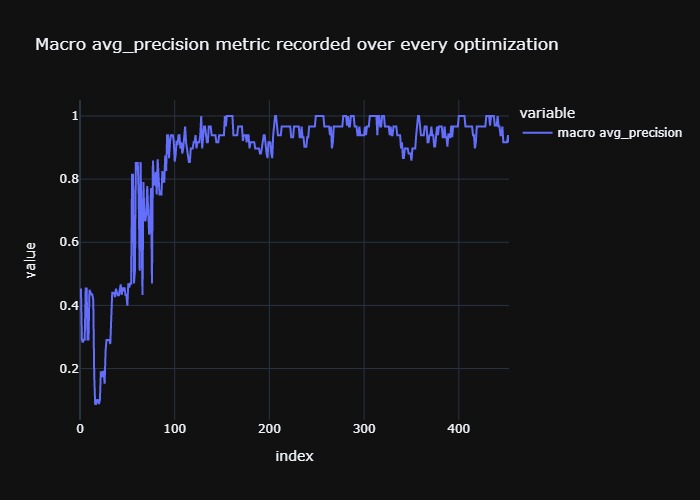 Macro avg_precision metric recorded over every optimization
variable
macro avg_precision
value
1
0.8
0.6
0.4
0.2
0
100
200
300
400
index